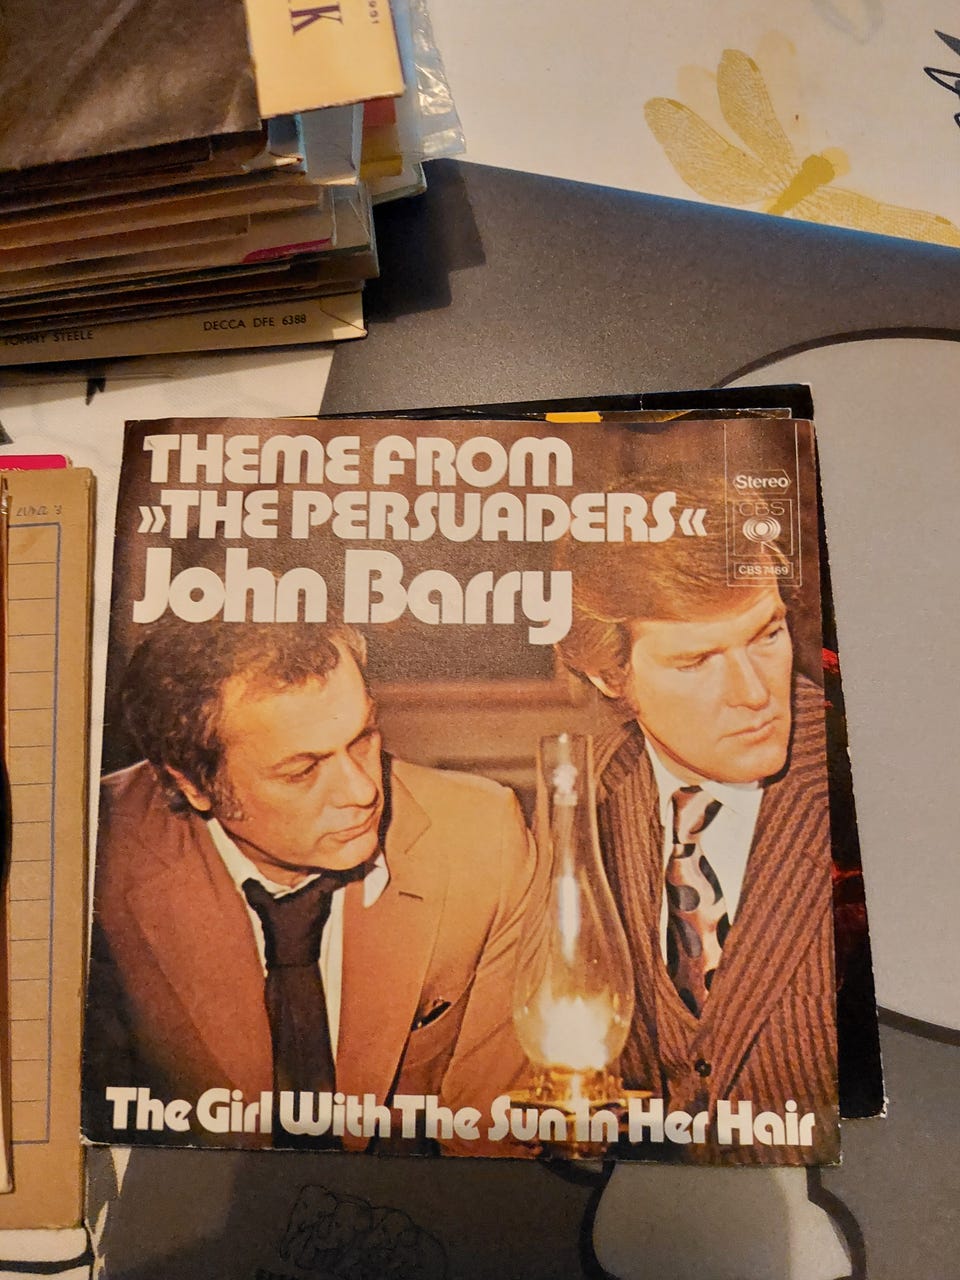 K
1961
TOMMY STEELE
DECCA DFE 6388
THEME FROM
»THE PERSUADERS«
John Barry
Stereo
CBS
CBS 7469
The Girl With The Sun In Her Hair